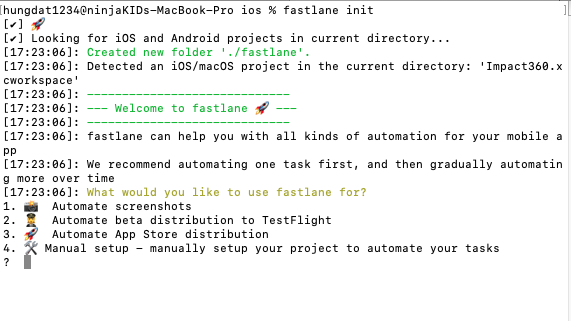 [hungdat1234@ninjaKIDs-MacBook-Pro ios % fastlane init
[✔] 🚀
[✔] Looking for iOS and Android projects in current directory...
[17:23:06]: Created new folder './fastlane'.
[17:23:06]: Detected an iOS/macOS project in the current directory: 'Impact360.x
cworkspace'
[17:23:06]: -----------------------------
[17:23:06]: --- Welcome to fastlane 🚀 ---
[17:23:06]: -----------------------------
[17:23:06]: fastlane can help you with all kinds of automation for your mobile a
pp
[17:23:06]: We recommend automating one task first, and then gradually automatin
g more over time
[17:23:06]: What would you like to use fastlane for?
1. 📸  Automate screenshots
2. 👩‍✈️  Automate beta distribution to TestFlight
3. 🚀  Automate App Store distribution
4. 🛠  Manual setup - manually setup your project to automate your tasks
?